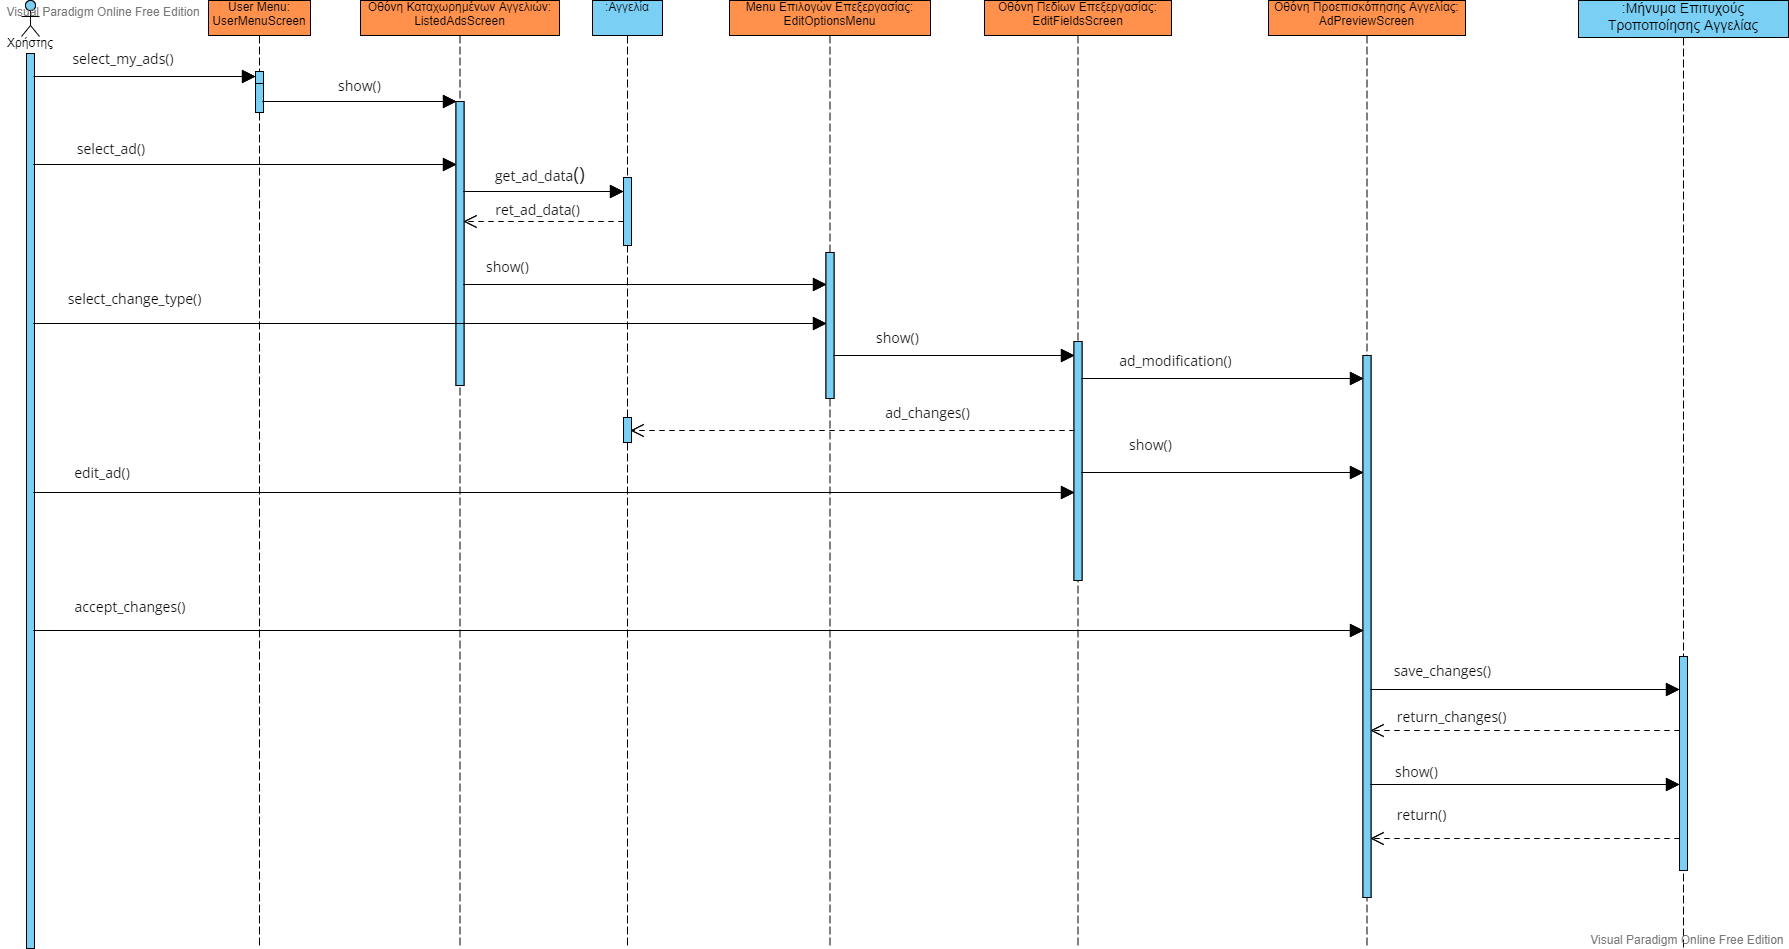 Visual Paradigm Online Free Edition
Χρήστης
User Menu:
UserMenuScreen
Οθόνη Καταχωρημένων Αγγελιών:
ListedAdsScreen
:Αγγελία
Menu Επιλογών Επεξεργασίας:
EditOptionsMenu
Οθόνη Πεδίων Επεξεργασίας:
EditFieldsScreen
Οθόνη Προεπισκόπησης Αγγελίας:
AdPreviewScreen
:Μήνυμα Επιτυχούς
Τροποποίησης Αγγελίας
select_my_ads()
show()
select_ad()
get_ad_data()
ret_ad_data()
show()
select_change_type()
show()
ad_modification()
ad_changes()
show()
edit_ad()
accept_changes()
save_changes()
return_changes()
show()
return()
Visual Paradigm Online Free Edition